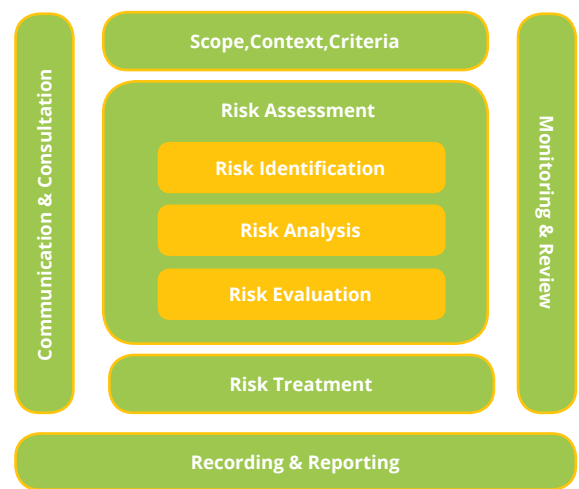 Scope,Context,Criteria
Communication & Consultation
Risk Assessment
Risk Identification
Risk Analysis
Risk Evaluation
Monitoring & Review
Risk Treatment
Recording & Reporting